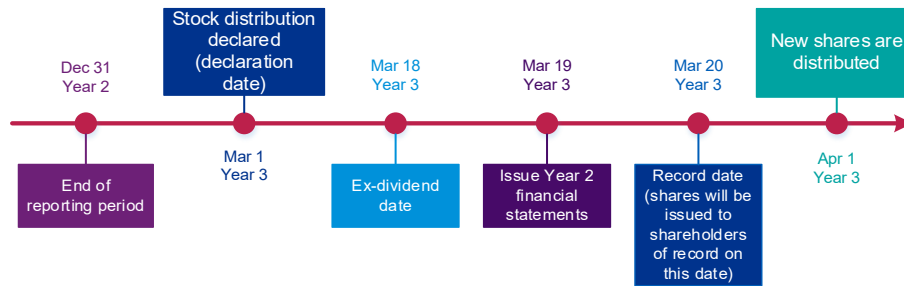 Stock distribution
declared
(declaration
date)
New shares are
distributed
Dec 31
Year 2
Mar 18
Year 3
Mar 19
Year 3
Mar 20
Year 3
Mar 1
Year 3
Apr 1
Year 3
End of
reporting period
Ex-dividend
date
Issue Year 2
financial
statements
Record date
(shares will be
issued to
shareholders
of record on
this date)